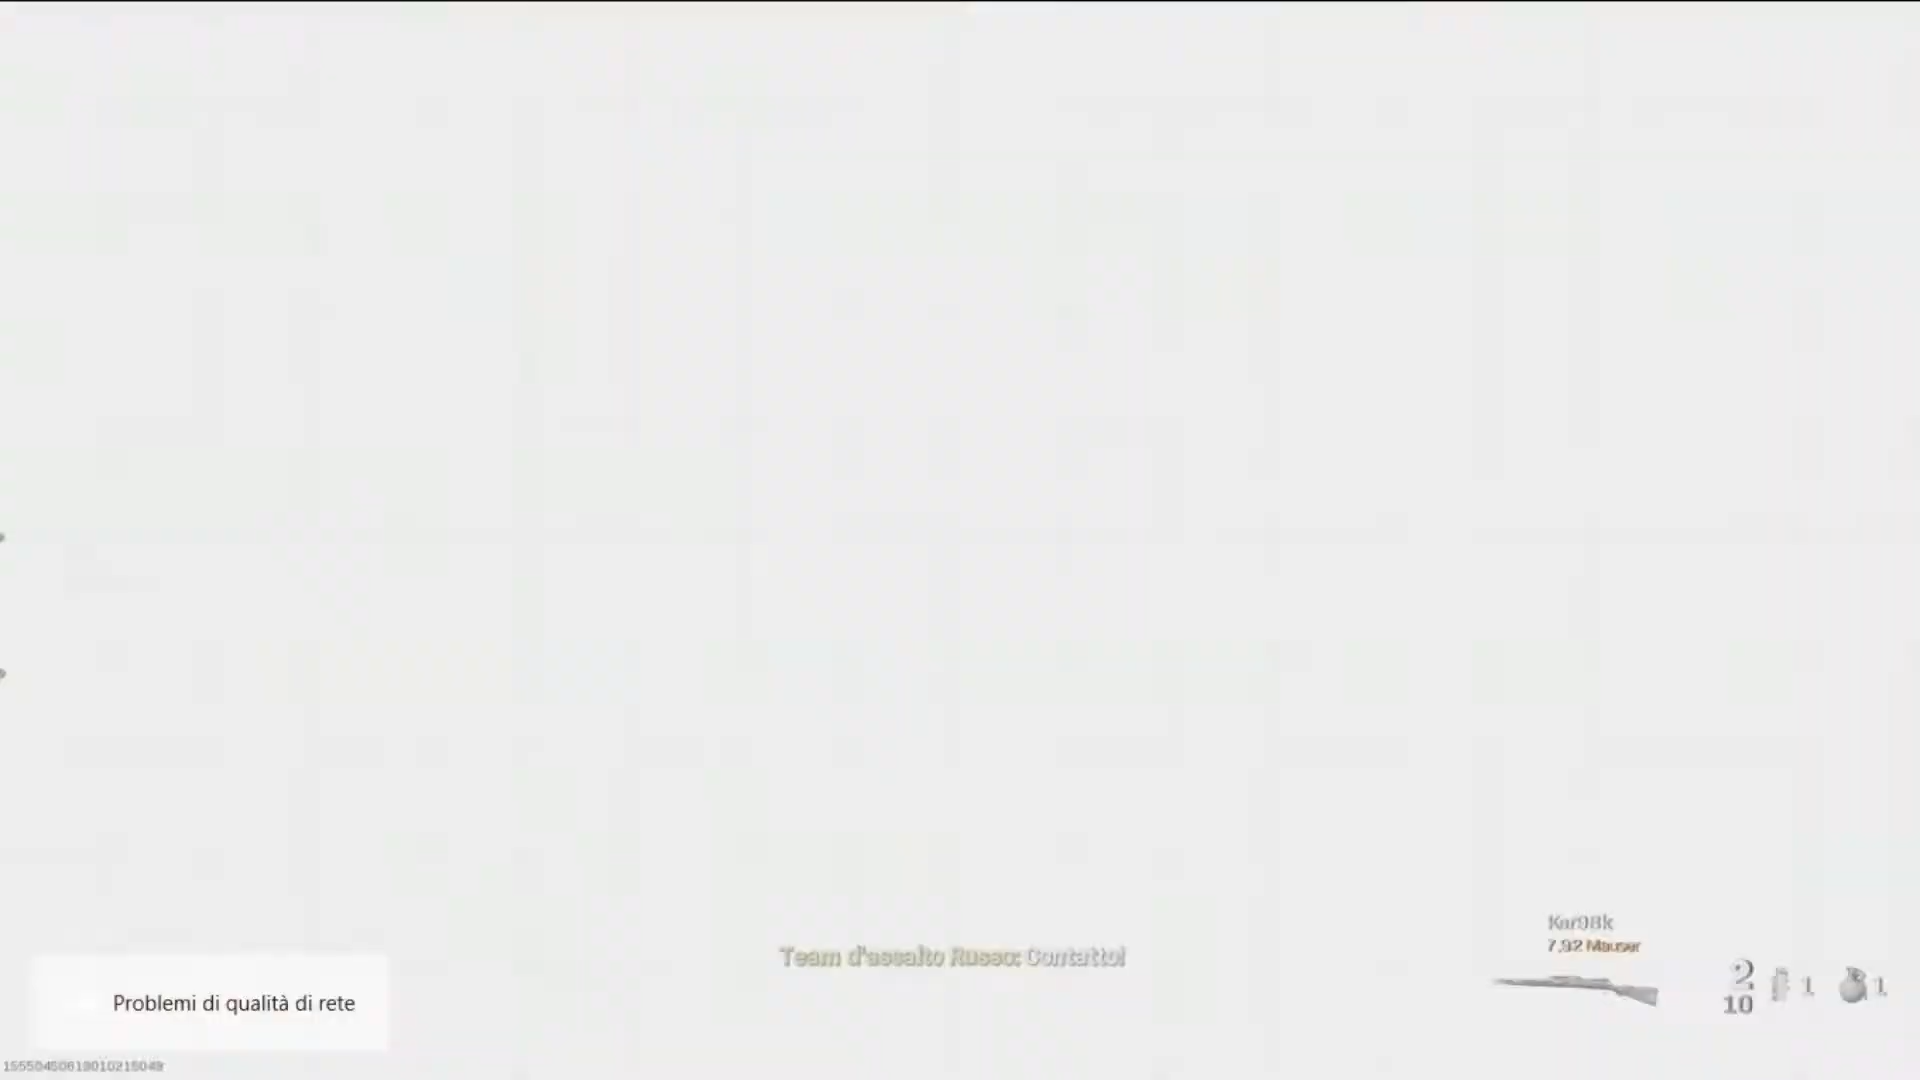 Kar98k
7,92 Mauser
Team d'assalto Russo: Contatto!
2
1
1
10
Problemi di qualità di rete